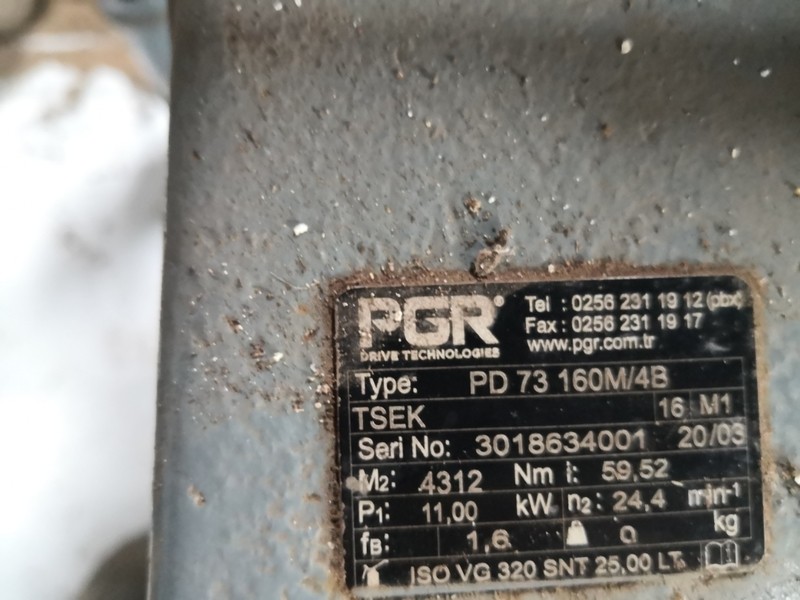 PGR
DRIVE TECHNOLOGIES
Tel : 0256 231 19 12 (pbx)
Fax : 0256 231 19 17
www.pgr.com.tr
Type: PD 73 160M/4B
TSEK 16 M1
Seri No: 3018634001 20/03
M2: 4312 Nm i: 59,52
P1: 11,00 kW n2: 24,4 min-1
fB: 1,6 0 kg
ISO VG 320 SNT 25,00 LT